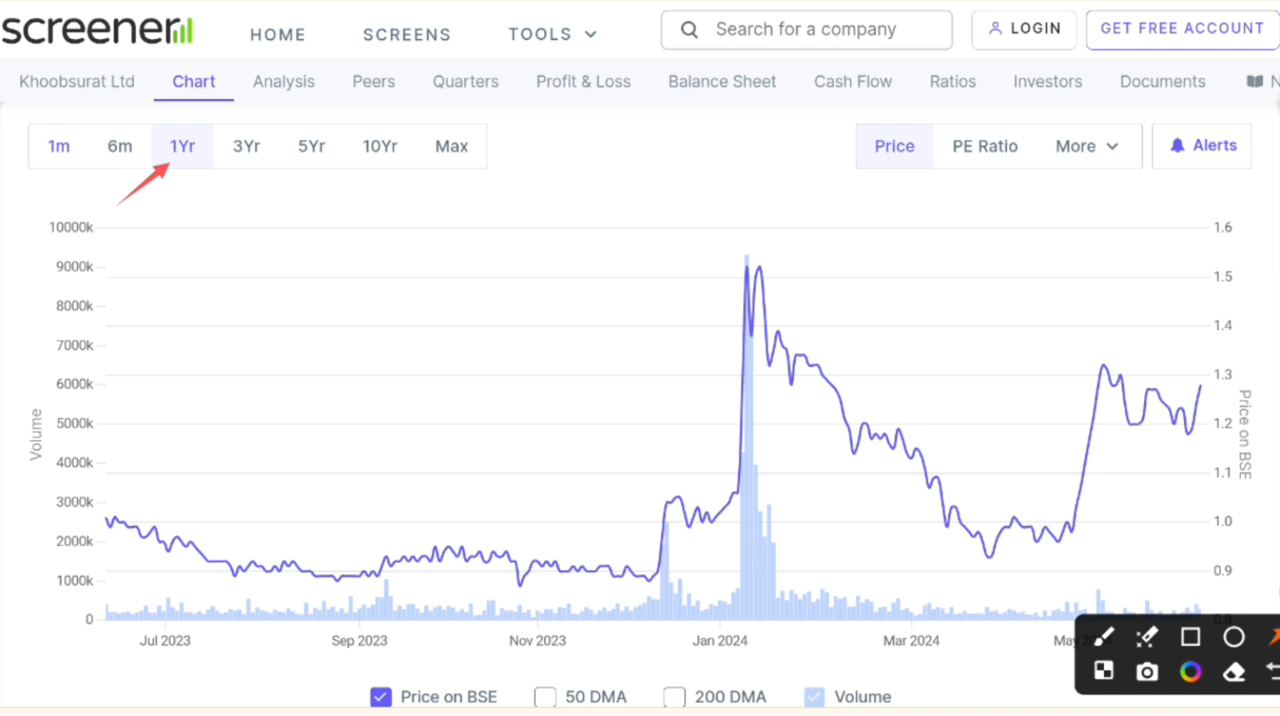 screener
HOME SCREENS TOOLS
Search for a company
LOGIN
GET FREE ACCOUNT
Khoobsurat Ltd Chart Analysis Peers Quarters Profit & Loss Balance Sheet Cash Flow Ratios Investors Documents N
1m 6m 1Yr 3Yr 5Yr 10Yr Max
Price PE Ratio More
Alerts
10000k 1.6
9000k 1.5
8000k 1.4
7000k 1.3
6000k 1.2
5000k 1.1
4000k 1.0
3000k 0.9
2000k 0.8
1000k
0
Volume
Price on BSE
Jul 2023 Sep 2023 Nov 2023 Jan 2024 Mar 2024 May
Price on BSE 50 DMA 200 DMA Volume